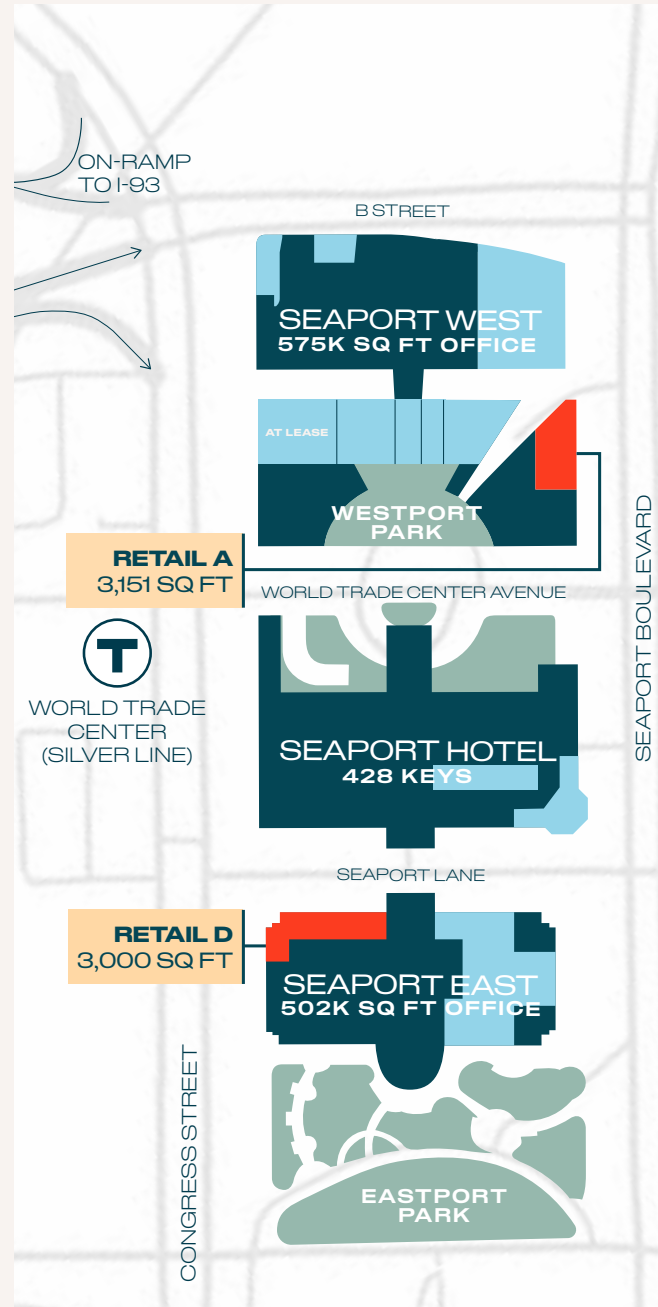 ON-RAMP
TO I-93
B STREET
SEAPORT WEST
575K SQ FT OFFICE
AT LEASE
WESTPORT
PARK
RETAIL A
3,151 SQ FT
WORLD TRADE CENTER AVENUE
SEAPORT BOULEVARD
T
WORLD TRADE
CENTER
(SILVER LINE)
SEAPORT HOTEL
428 KEYS
SEAPORT LANE
RETAIL D
3,000 SQ FT
SEAPORT EAST
502K SQ FT OFFICE
CONGRESS STREET
EASTPORT
PARK